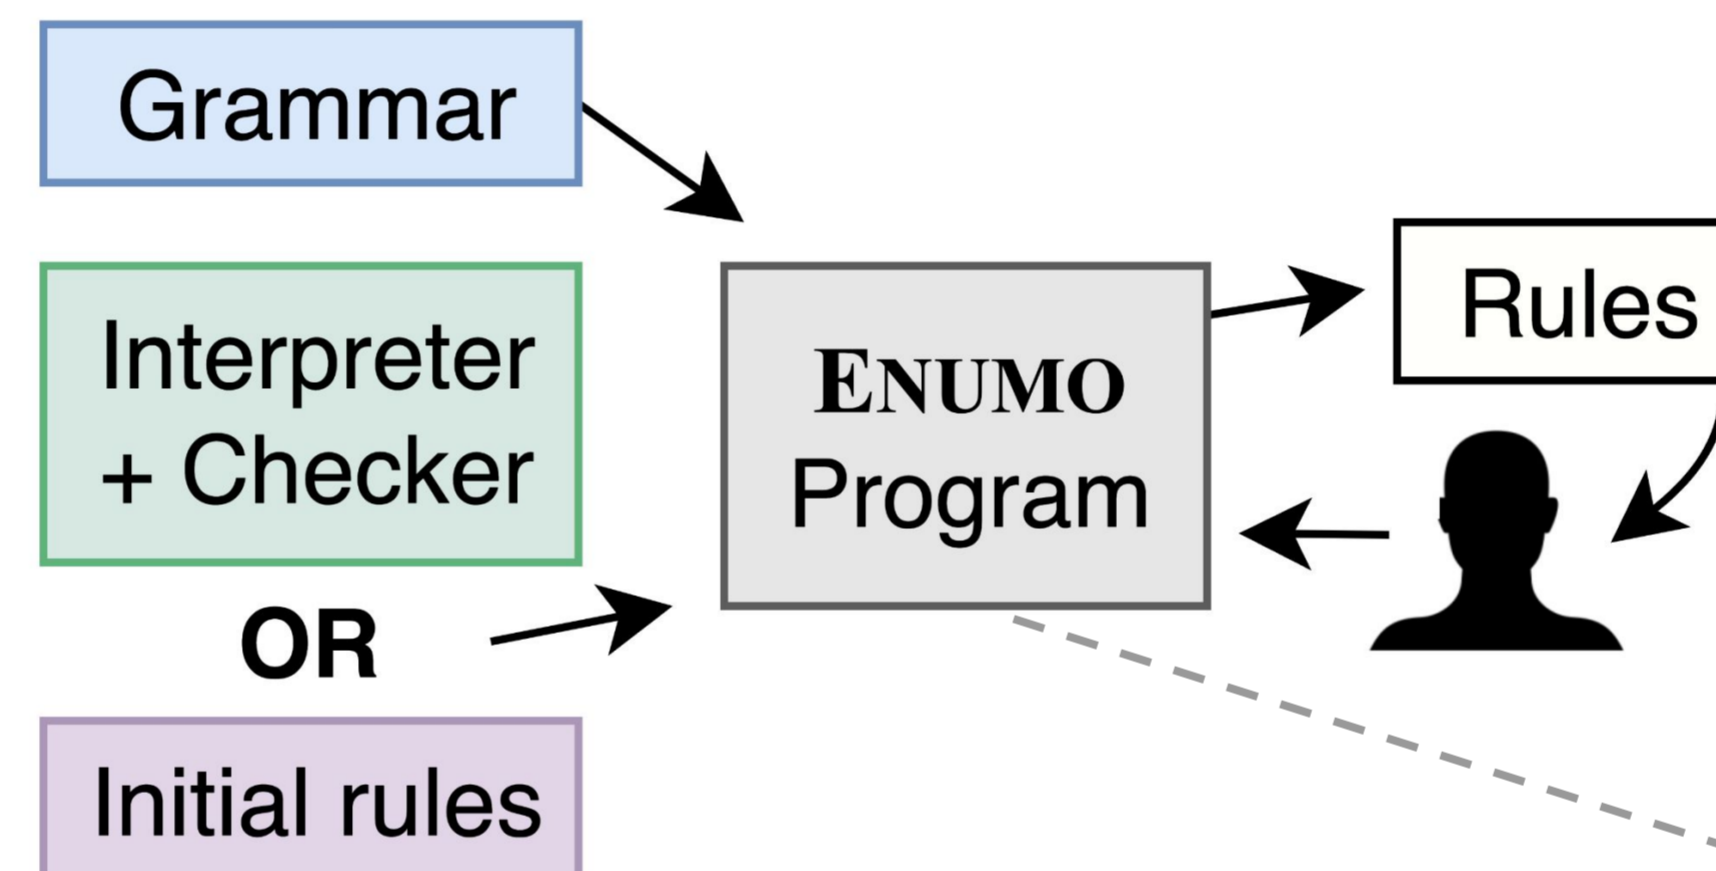 Grammar
Interpreter
+ Checker
OR
Initial rules
ENUMO
Program
Rules